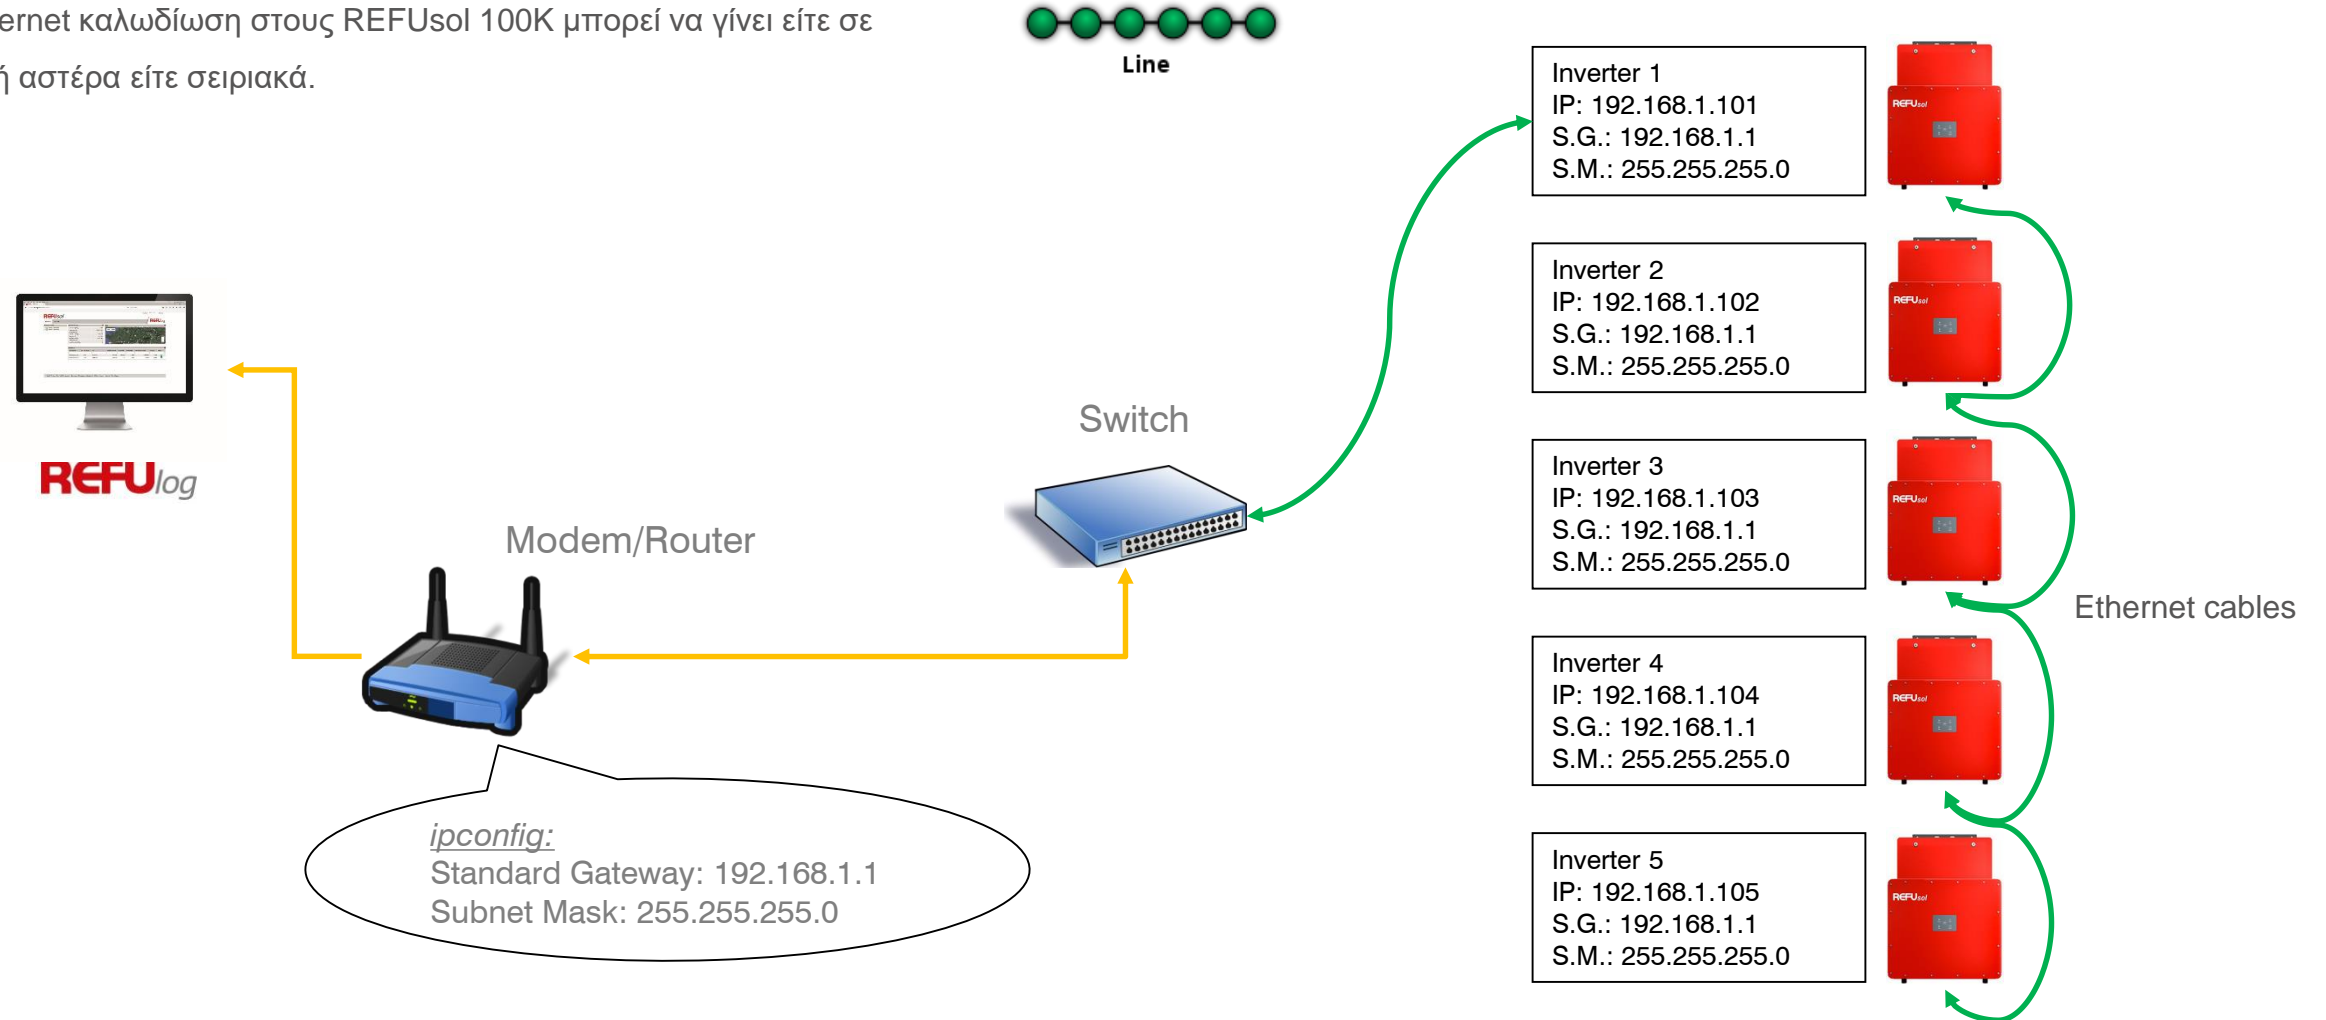 ernet καλωδίωση στους REFUsol 100K μπορεί να γίνει είτε σε
ή αστέρα είτε σειριακά.
Line
Inverter 1
IP: 192.168.1.101
S.G.: 192.168.1.1
S.M.: 255.255.255.0
REFUsol
Inverter 2
IP: 192.168.1.102
S.G.: 192.168.1.1
S.M.: 255.255.255.0
REFUsol
Switch
REFUlog
Inverter 3
IP: 192.168.1.103
S.G.: 192.168.1.1
S.M.: 255.255.255.0
REFUsol
Modem/Router
Ethernet cables
Inverter 4
IP: 192.168.1.104
S.G.: 192.168.1.1
S.M.: 255.255.255.0
REFUsol
ipconfig:
Standard Gateway: 192.168.1.1
Subnet Mask: 255.255.255.0
Inverter 5
IP: 192.168.1.105
S.G.: 192.168.1.1
S.M.: 255.255.255.0
REFUsol